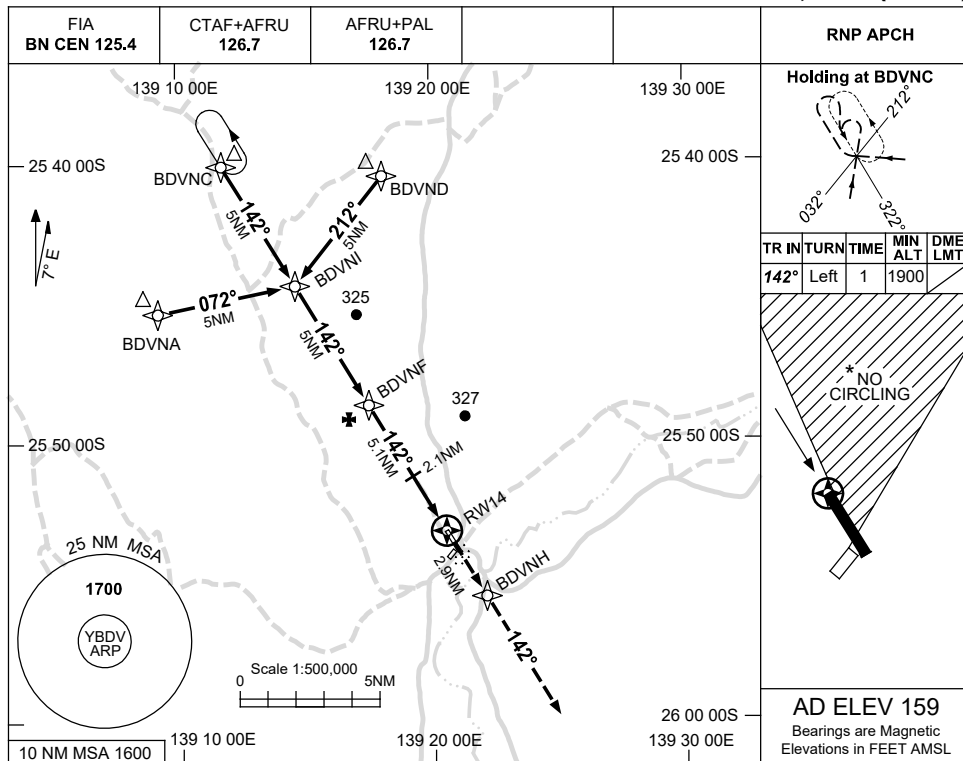 FIA
BN CEN 125.4
CTAF+AFRU
126.7
AFRU+PAL
126.7
RNP APCH
139 10 00E
139 20 00E
139 30 00E
Holding at BDVNC
212°
032°
322°
25 40 00S
25 40 00S
BDVNC
BDVND
7° E
142°
5NM
212°
5NM
BDVNI
TR IN
TURN
TIME
MIN ALT
DME LMT
142°
Left
1
1900
072°
5NM
BDVNA
325
142°
5NM
BDVNF
327
* NO
CIRCLING
25 50 00S
25 50 00S
142°
5.1NM
2.1NM
RW14
2.9NM
BDVNH
142°
25 NM MSA
1700
YBDV
ARP
Scale 1:500,000
0
5NM
26 00 00S
AD ELEV 159
Bearings are Magnetic
Elevations in FEET AMSL
10 NM MSA 1600
139 10 00E
139 20 00E
139 30 00E